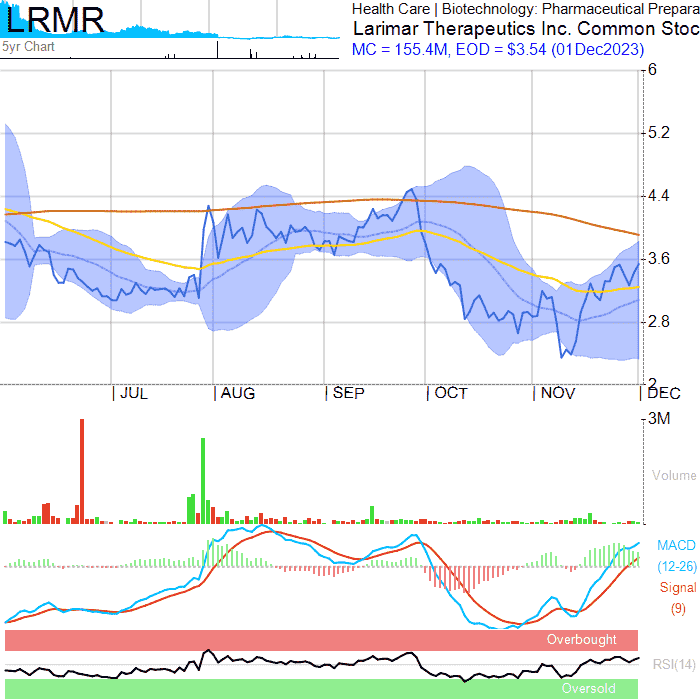 LRMR
5yr Chart
Health Care | Biotechnology: Pharmaceutical Prepara
Larimar Therapeutics Inc. Common Stoc
MC = 155.4M, EOD = $3.54 (01Dec2023)
6
5.2
4.4
3.6
2.8
2
JUL AUG SEP OCT NOV DEC
3M
Volume
MACD
(12-26)
Signal
(9)
Overbought
RSI(14)
Oversold